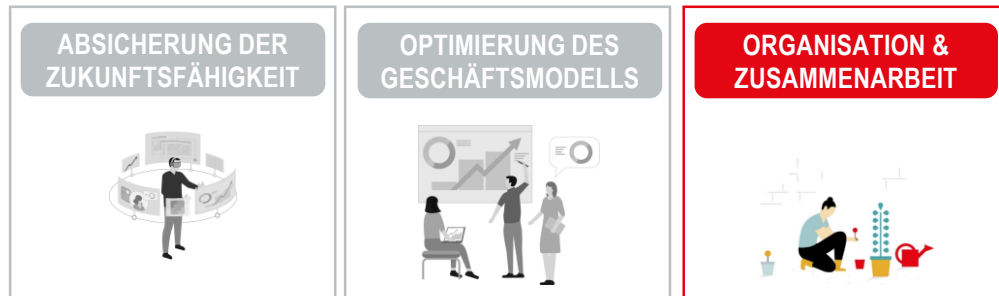 ABSICHERUNG DER
ZUKUNFTSFÄHIGKEIT
OPTIMIERUNG DES
GESCHÄFTSMODELLS
ORGANISATION &
ZUSAMMENARBEIT